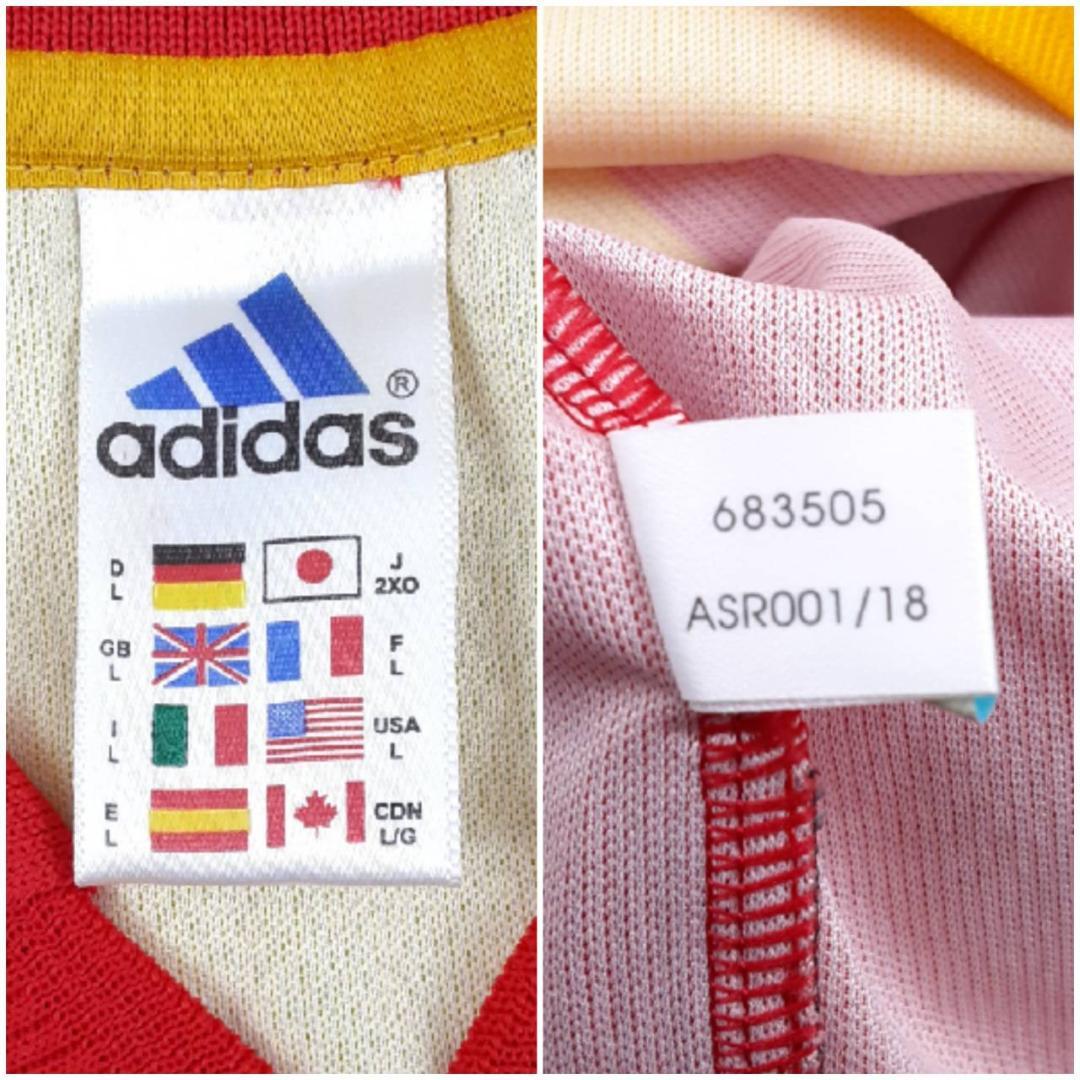 ®
adidas
D
L
J
2XO
GB
L
F
L
I
L
USA
L
E
L
CDN
L/G
683505
ASR001/18